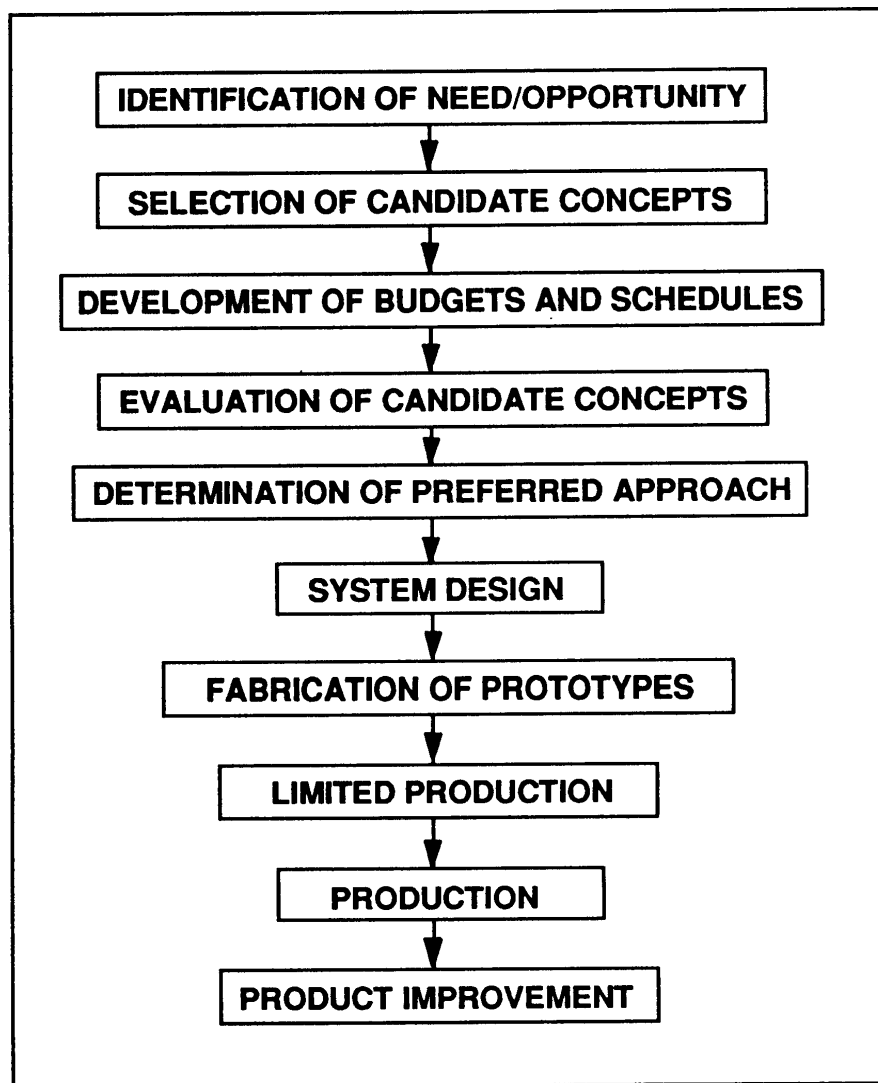 IDENTIFICATION OF NEED/OPPORTUNITY
SELECTION OF CANDIDATE CONCEPTS
DEVELOPMENT OF BUDGETS AND SCHEDULES
EVALUATION OF CANDIDATE CONCEPTS
DETERMINATION OF PREFERRED APPROACH
SYSTEM DESIGN
FABRICATION OF PROTOTYPES
LIMITED PRODUCTION
PRODUCTION
PRODUCT IMPROVEMENT